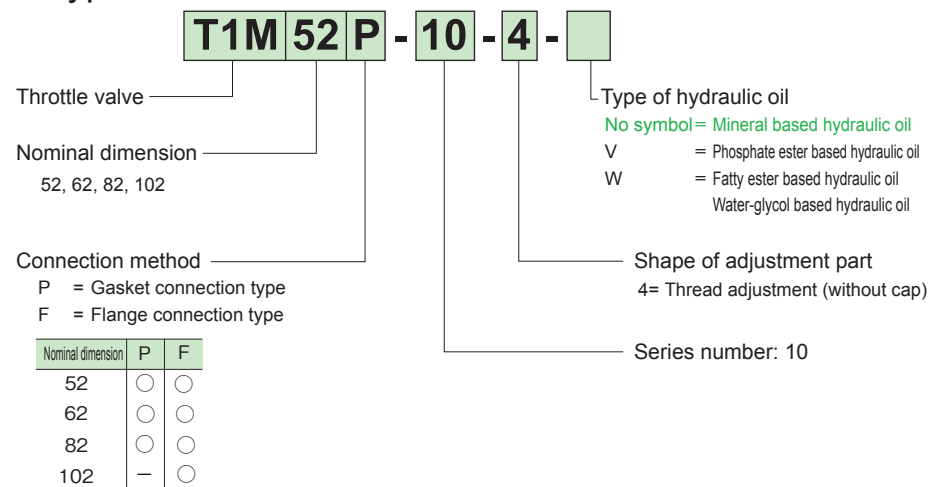 T1M 52 P - 10 - 4 -
Throttle valve
Nominal dimension
52, 62, 82, 102
Connection method
P = Gasket connection type
F = Flange connection type
Nominal dimension P F
52 ○ ○
62 ○ ○
82 ○ ○
102 － ○
Type of hydraulic oil
No symbol = Mineral based hydraulic oil
V = Phosphate ester based hydraulic oil
W = Fatty ester based hydraulic oil
Water-glycol based hydraulic oil
Shape of adjustment part
4= Thread adjustment (without cap)
Series number: 10